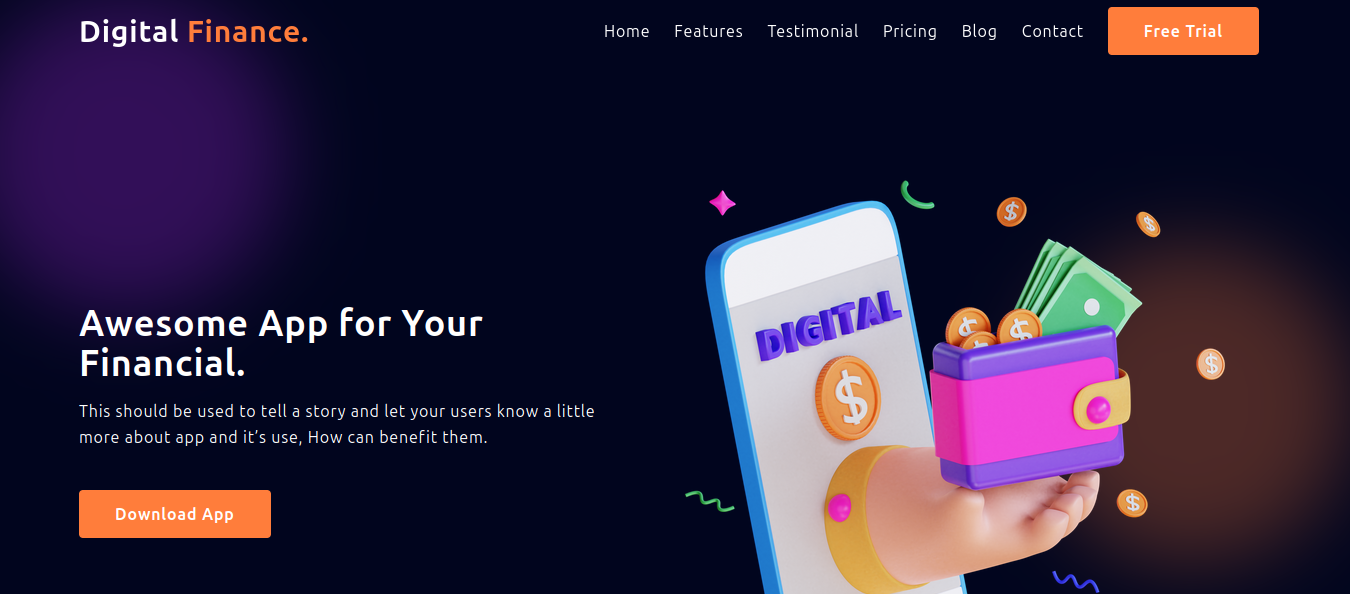 Digital Finance.
Home Features Testimonial Pricing Blog Contact Free Trial
DIGITAL
$
$
$
$
$
$
$
$
Awesome App for Your
Financial.
This should be used to tell a story and let your users know a little
more about app and it’s use, How can benefit them.
Download App